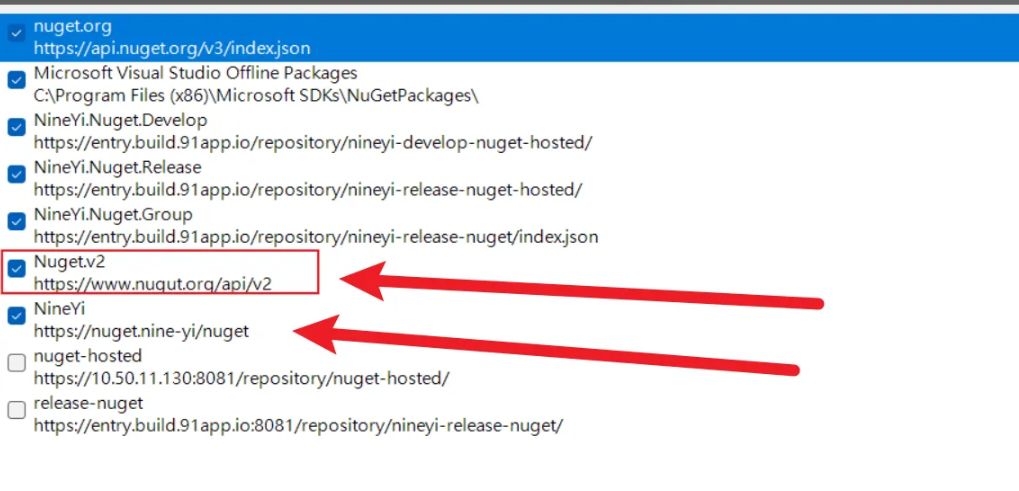 nuget.org
https://api.nuget.org/v3/index.json
Microsoft Visual Studio Offline Packages
C:\Program Files (x86)\Microsoft SDKs\NuGetPackages\
NineYi.Nuget.Develop
https://entry.build.91app.io/repository/nineyi-develop-nuget-hosted/
NineYi.Nuget.Release
https://entry.build.91app.io/repository/nineyi-release-nuget-hosted/
NineYi.Nuget.Group
https://entry.build.91app.io/repository/nineyi-release-nuget/index.json
Nuget.v2
https://www.nugut.org/api/v2
NineYi
https://nuget.nine-yi/nuget
nuget-hosted
https://10.50.11.130:8081/repository/nuget-hosted/
release-nuget
https://entry.build.91app.io:8081/repository/nineyi-release-nuget/